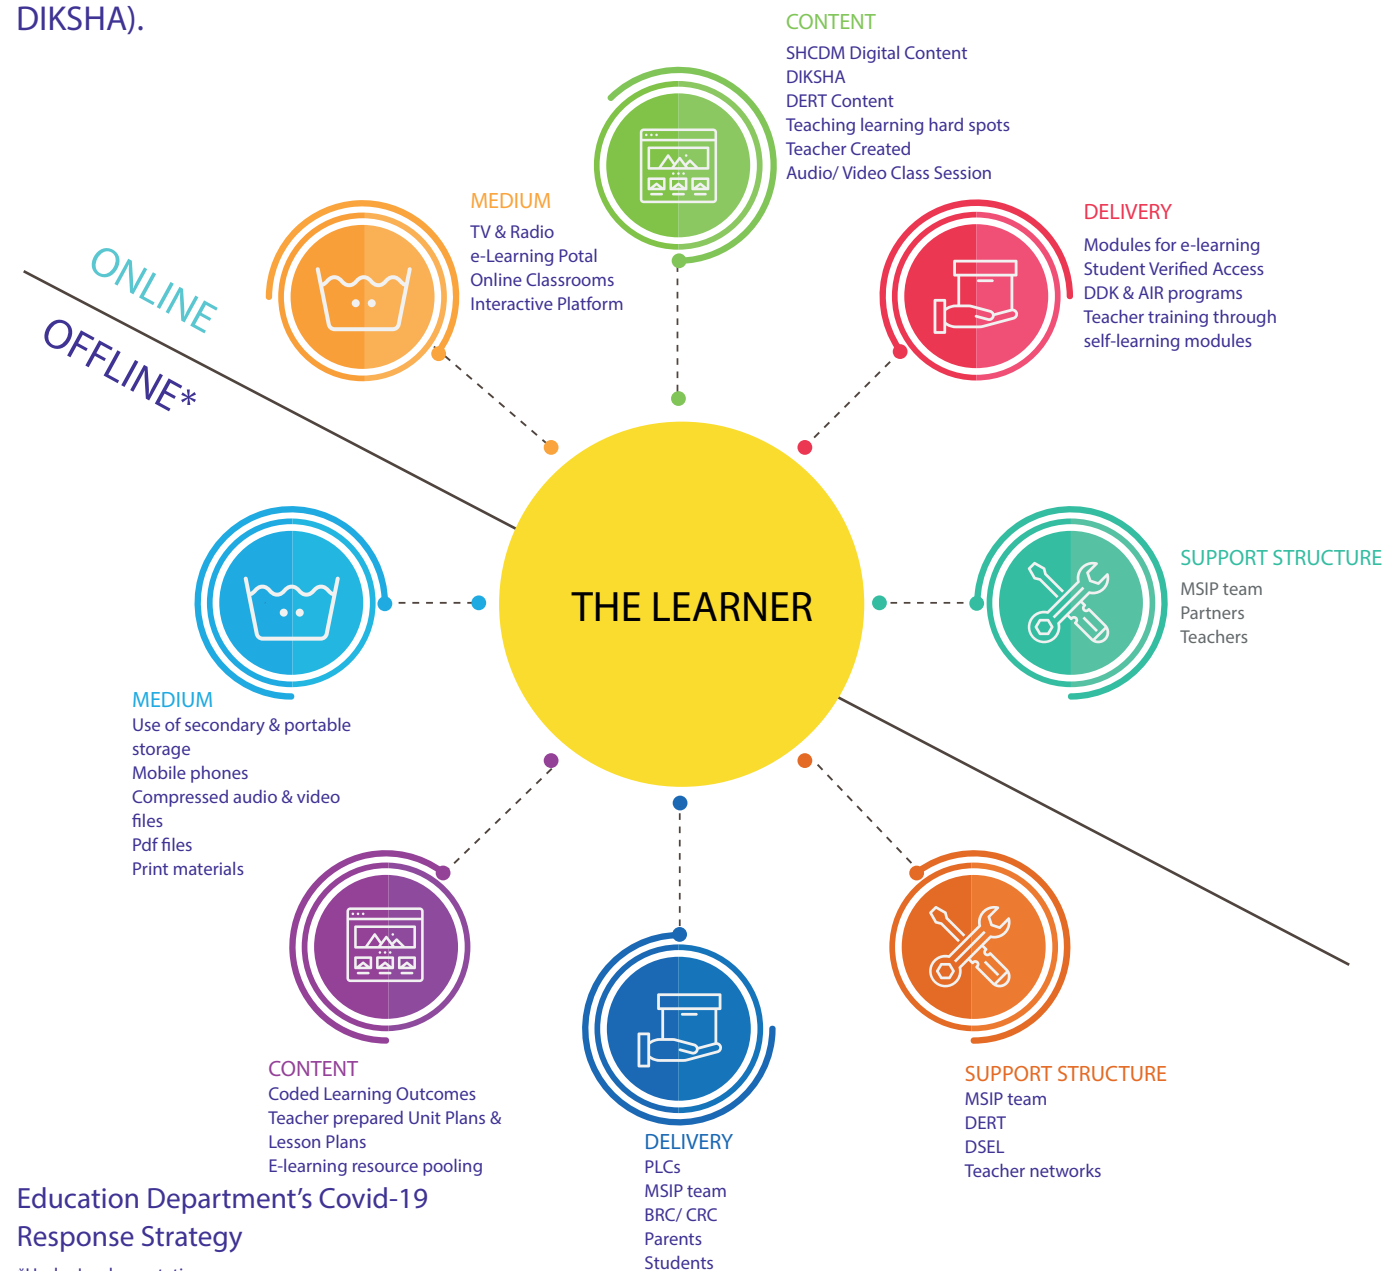 DIKSHA).
CONTENT
SHCDM Digital Content
DIKSHA
DERT Content
Teaching learning hard spots
Teacher Created
Audio/ Video Class Session
MEDIUM
TV & Radio
e-Learning Potal
Online Classrooms
Interactive Platform
DELIVERY
Modules for e-learning
Student Verified Access
DDK & AIR programs
Teacher training through
self-learning modules
ONLINE
OFFLINE*
THE LEARNER
SUPPORT STRUCTURE
MSIP team
Partners
Teachers
MEDIUM
Use of secondary & portable
storage
Mobile phones
Compressed audio & video
files
Pdf files
Print materials
CONTENT
Coded Learning Outcomes
Teacher prepared Unit Plans &
Lesson Plans
E-learning resource pooling
DELIVERY
PLCs
MSIP team
BRC/ CRC
Parents
Students
SUPPORT STRUCTURE
MSIP team
DERT
DSEL
Teacher networks
Education Department's Covid-19
Response Strategy